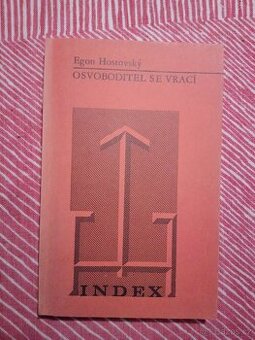 Egon Hostovský
OSVOBODITEL SE VRACÍ
INDEX